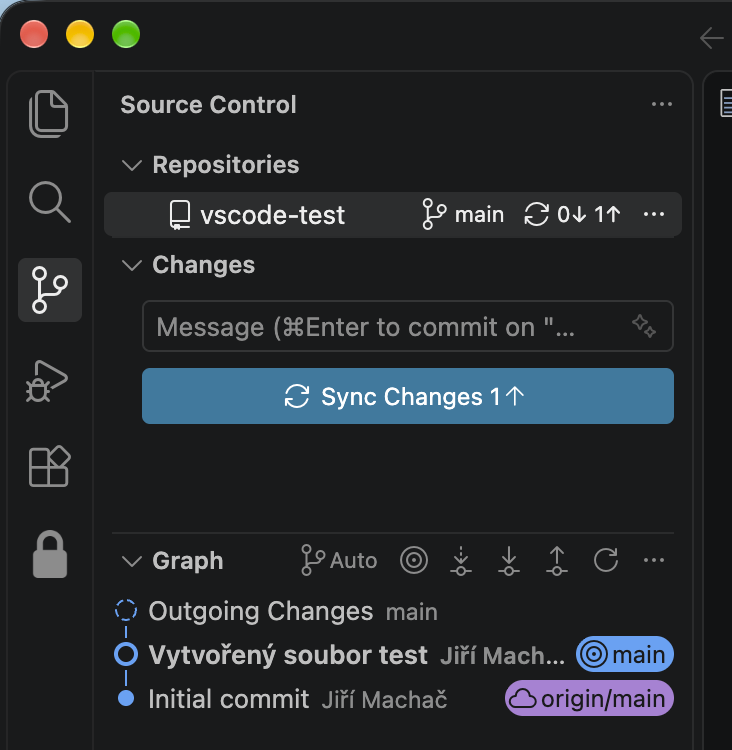 Source Control
Repositories
vscode-test main 0↓ 1↑
Changes
Message (⌘Enter to commit on "...
Sync Changes 1↑
Graph Auto
Outgoing Changes main
Vytvořený soubor test Jiří Mach... main
Initial commit Jiří Machač origin/main